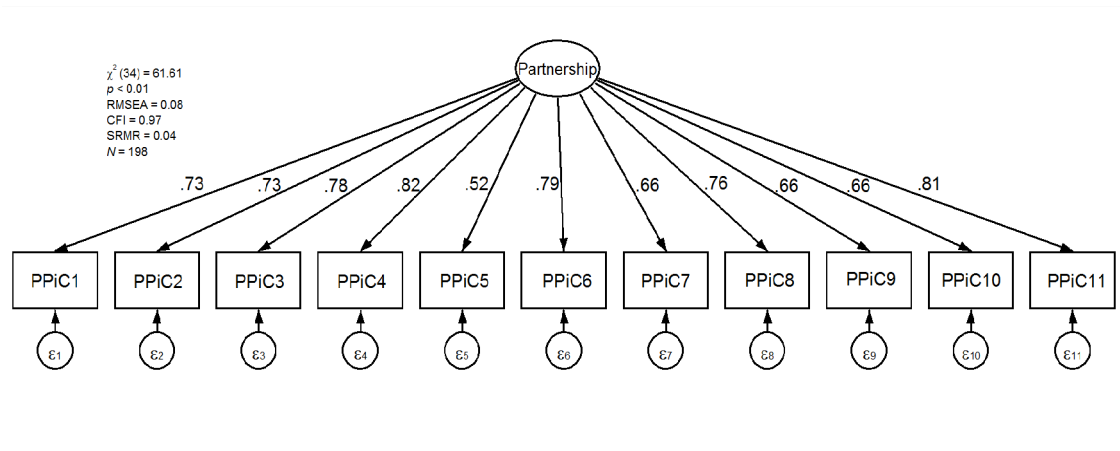 Partnership
χ² (34) = 61.61
p < 0.01
RMSEA = 0.08
CFI = 0.97
SRMR = 0.04
N = 198
.73 .73 .78 .82 .52 .79 .66 .76 .66 .66 .81
PPiC1 PPiC2 PPiC3 PPiC4 PPiC5 PPiC6 PPiC7 PPiC8 PPiC9 PPiC10 PPiC11
ε1 ε2 ε3 ε4 ε5 ε6 ε7 ε8 ε9 ε10 ε11